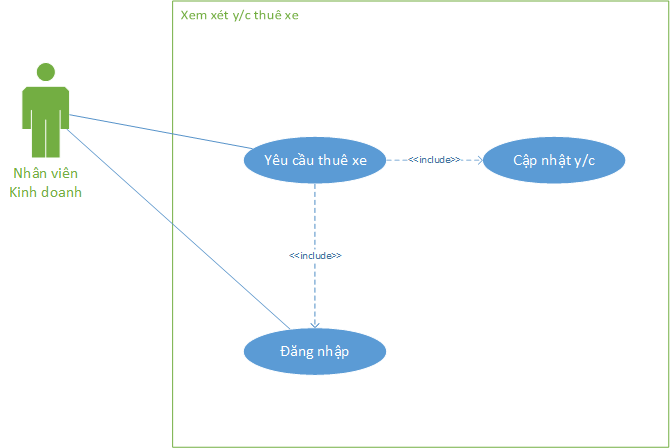 Xem xét y/c thuê xe
Nhân viên
Kinh doanh
Yêu cầu thuê xe
<<include>>
Cập nhật y/c
<<include>>
Đăng nhập